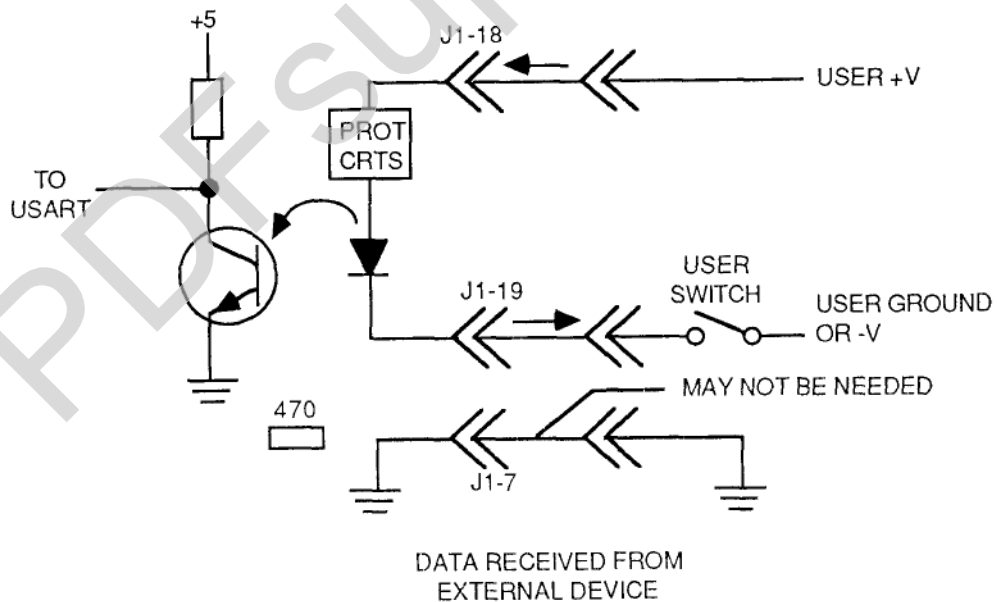 +5
J1-18
USER +V
PROT
CRTS
TO
USART
J1-19
USER
SWITCH
USER GROUND
OR -V
MAY NOT BE NEEDED
470
J1-7
DATA RECEIVED FROM
EXTERNAL DEVICE
PDFsu